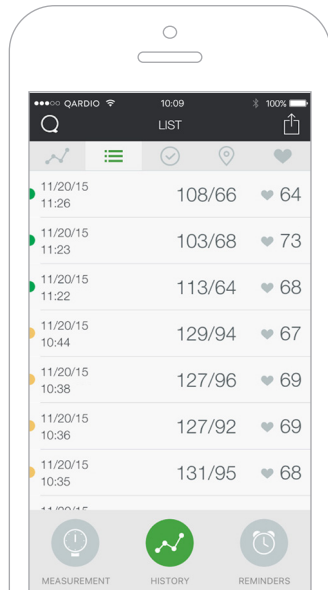 QARDIO 10:09 100%
LIST
11/20/15
11:26 108/66 64
11/20/15
11:23 103/68 73
11/20/15
11:22 113/64 68
11/20/15
10:44 129/94 67
11/20/15
10:38 127/96 69
11/20/15
10:36 127/92 69
11/20/15
10:35 131/95 68
MEASUREMENT HISTORY REMINDERS